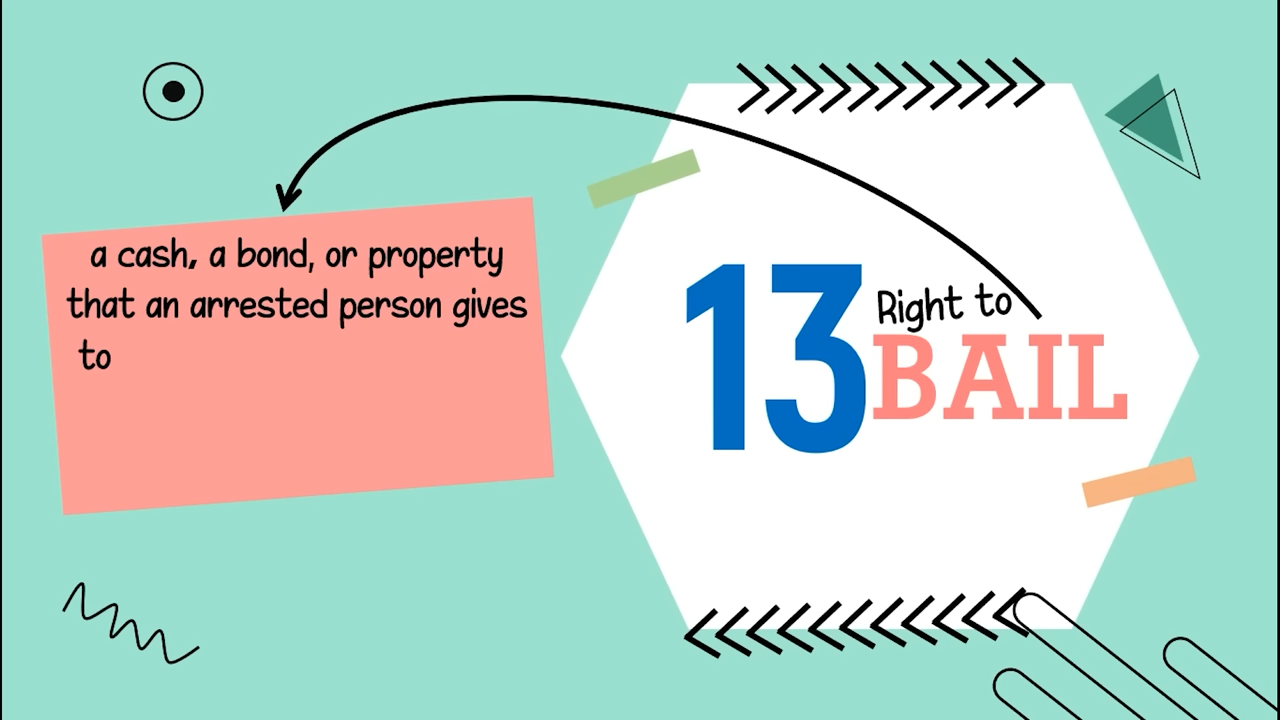 a cash, a bond, or property
that an arrested person gives
to
13
Right to
BAIL